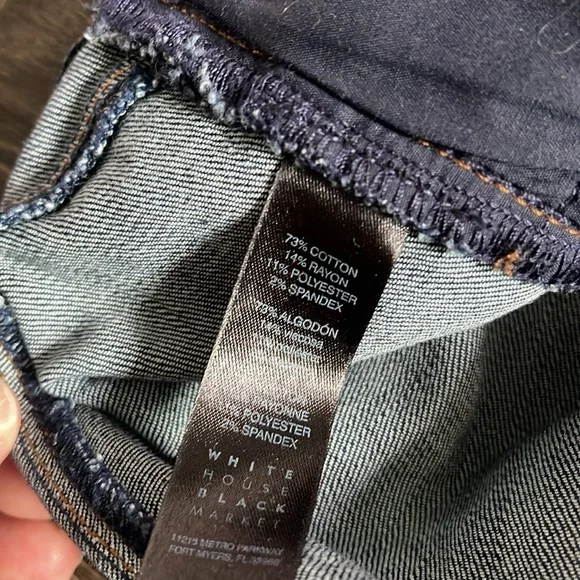 73% COTTON
14% RAYON
11% POLYESTER
2% SPANDEX
73% ALGODÓN
POLYESTER
2% SPANDEX
WHITE
HOUSE
BLACK
MARKET
11215 METRO PARKWAY
FORT MYERS, FL